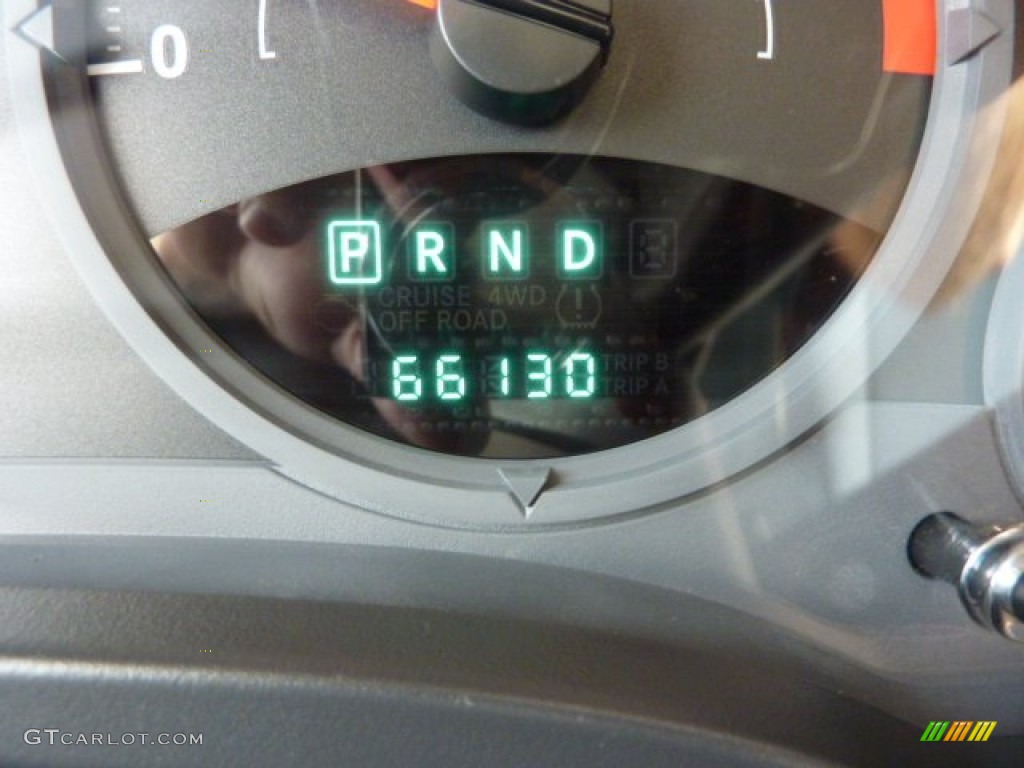 0
P R N D
CRUISE 4WD
OFF ROAD
TRIP B
66130 TRIP A
GTCARLOT.COM